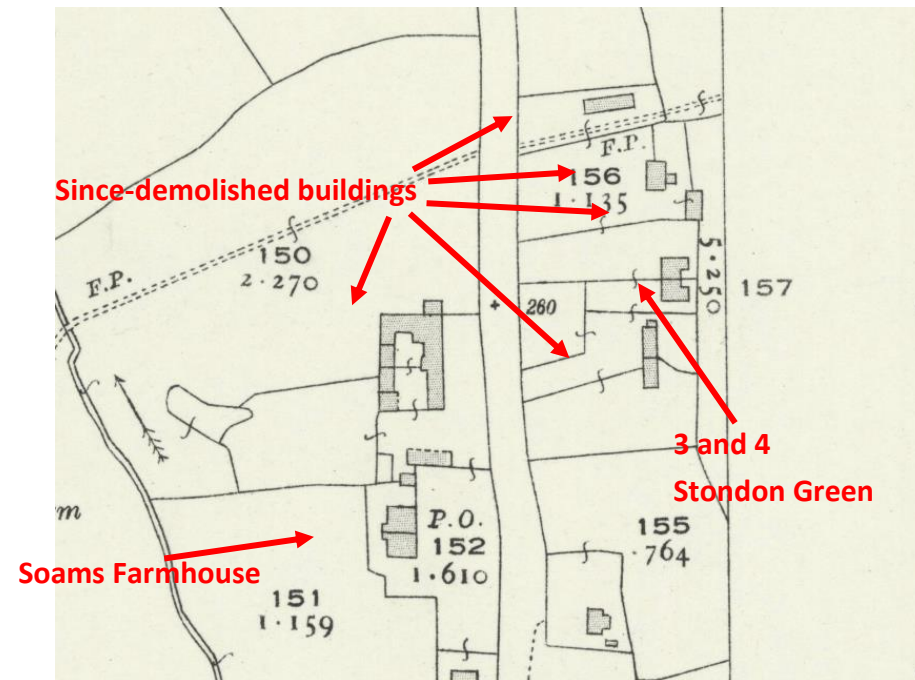 F.P.
156
1·135
Since-demolished buildings
150
2·270
F.P.
5·250
157
+ 260
3 and 4
Stondon Green
m
P.O.
152
1·610
155
·764
Soams Farmhouse
151
1·159